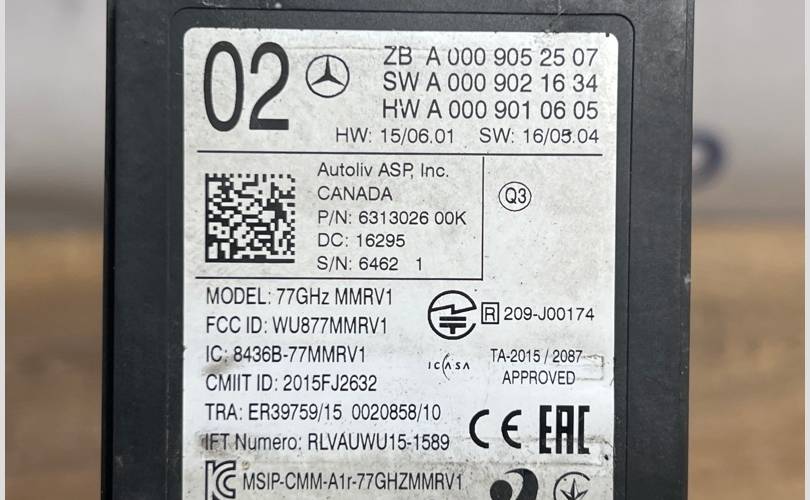 02
ZB A 000 905 25 07
SW A 000 902 16 34
HW A 000 901 06 05
HW: 15/06.01 SW: 16/05.04
Autoliv ASP, Inc.
CANADA
P/N: 6313026 00K
DC: 16295
S/N: 6462 1
Q3
MODEL: 77GHz MMRV1
FCC ID: WU877MMRV1
IC: 8436B-77MMRV1
CMIIT ID: 2015FJ2632
TRA: ER39759/15 0020858/10
IFT Numero: RLVAUWU15-1589
R 209-J00174
ICASA
TA-2015 / 2087
APPROVED
CE EAC
MSIP-CMM-A1r-77GHZMMRV1